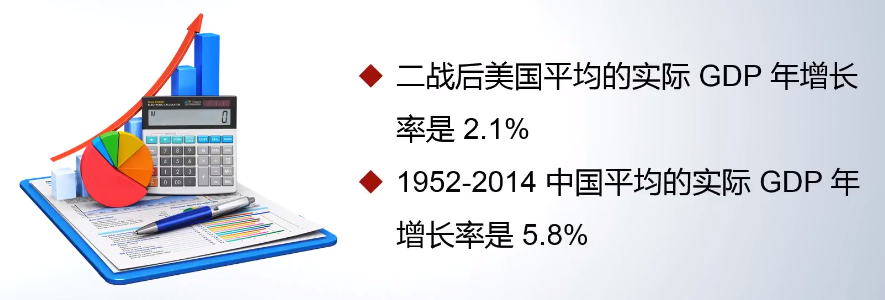 二战后美国平均的实际 GDP 年增长
率是 2.1%
1952-2014 中国平均的实际 GDP 年
增长率是 5.8%